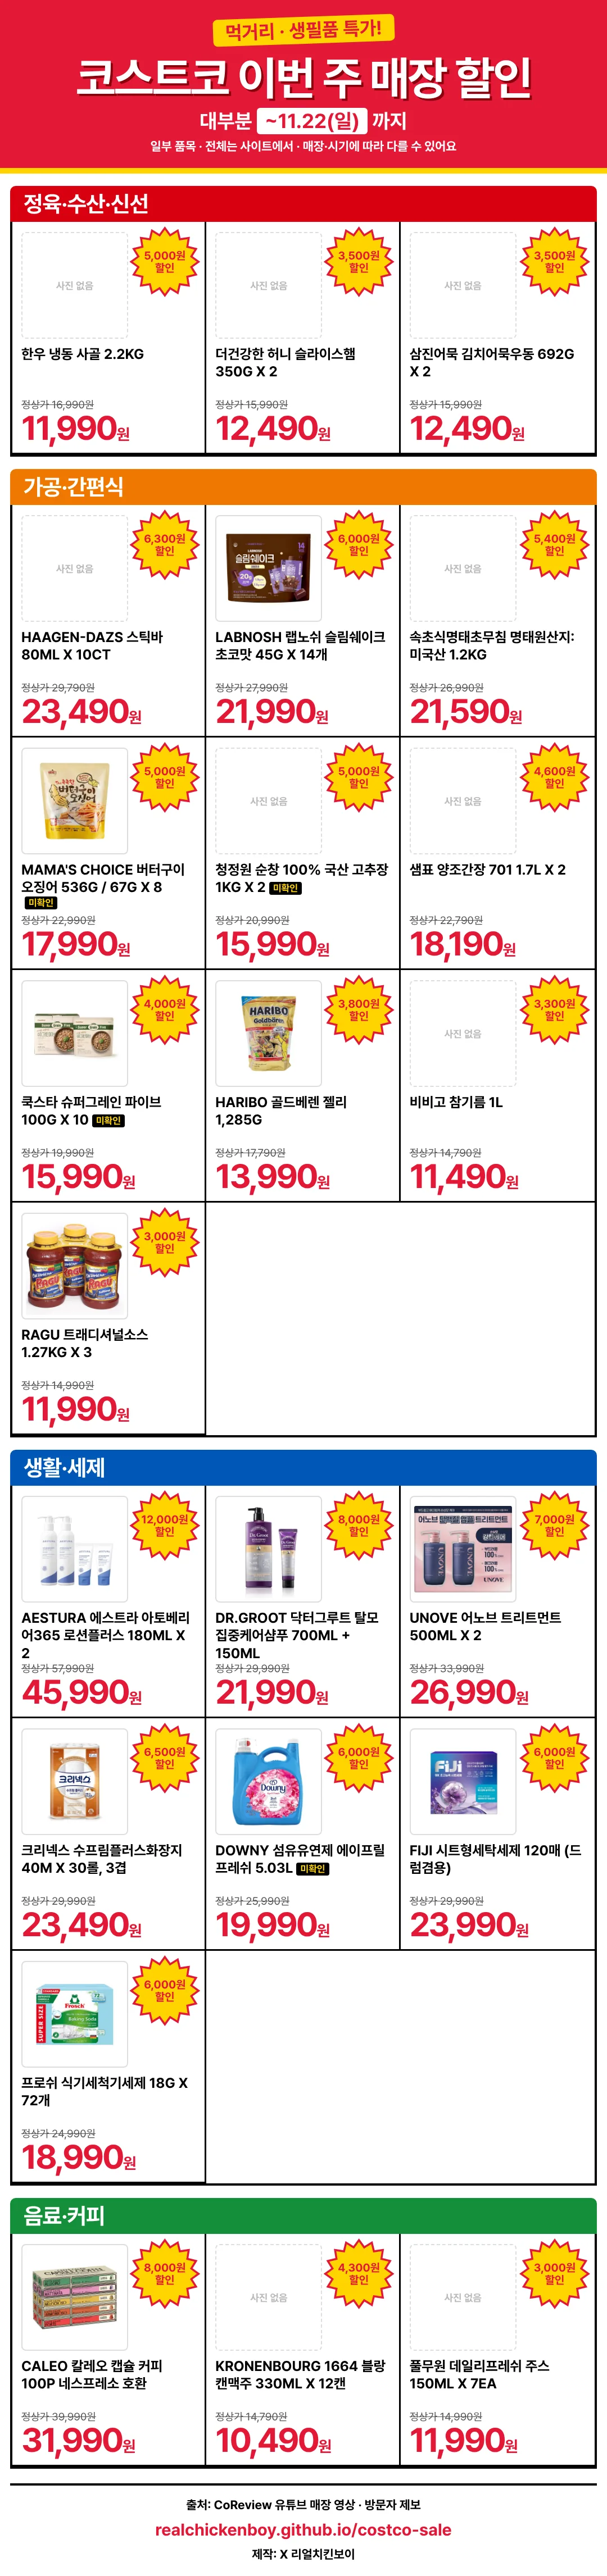 먹거리 · 생필품 특가!
코스트코 이번 주 매장 할인
대부분 ~11.22(일) 까지
일부 품목 · 전체는 사이트에서 · 매장·시기에 따라 다를 수 있어요
정육·수산·신선
사진 없음
5,000원
할인
한우 냉동 사골 2.2KG
정상가 16,990원
11,990원
사진 없음
3,500원
할인
더건강한 허니 슬라이스햄
350G X 2
정상가 15,990원
12,490원
사진 없음
3,500원
할인
삼진어묵 김치어묵우동 692G
X 2
정상가 15,990원
12,490원
가공·간편식
사진 없음
6,300원
할인
HAAGEN-DAZS 스틱바
80ML X 10CT
정상가 29,790원
23,490원
LABNOSH
슬림쉐이크
20g
14
6,000원
할인
LABNOSH 랩노쉬 슬림쉐이크
초코맛 45G X 14개
정상가 27,990원
21,990원
사진 없음
5,400원
할인
속초식명태초무침 명태원산지:
미국산 1.2KG
정상가 26,990원
21,590원
버터구이
오징어
5,000원
할인
MAMA'S CHOICE 버터구이
오징어 536G / 67G X 8
미확인
정상가 22,990원
17,990원
사진 없음
5,000원
할인
청정원 순창 100% 국산 고추장
1KG X 2 미확인
정상가 20,990원
15,990원
사진 없음
4,600원
할인
샘표 양조간장 701 1.7L X 2
정상가 22,790원
18,190원
4,000원
할인
쿡스타 슈퍼그레인 파이브
100G X 10 미확인
정상가 19,990원
15,990원
HARIBO
Goldbären
3,800원
할인
HARIBO 골드베렌 젤리
1,285G
정상가 17,790원
13,990원
사진 없음
3,300원
할인
비비고 참기름 1L
정상가 14,790원
11,490원
RAGU
RAGU
RAGU
3,000원
할인
RAGU 트래디셔널소스
1.27KG X 3
정상가 14,990원
11,990원
생활·세제
12,000원
할인
AESTURA 에스트라 아토베리
어365 로션플러스 180ML X
2
정상가 57,990원
45,990원
Dr.Groot
8,000원
할인
DR.GROOT 닥터그루트 탈모
집중케어샴푸 700ML +
150ML
정상가 29,990원
21,990원
어노브 트리트먼트
UNOVE
UNOVE
100%
100%
UNOVE
7,000원
할인
UNOVE 어노브 트리트먼트
500ML X 2
정상가 33,990원
26,990원
크리넥스
6,500원
할인
크리넥스 수프림플러스화장지
40M X 30롤, 3겹
정상가 29,990원
23,490원
Downy
6,000원
할인
DOWNY 섬유유연제 에이프릴
프레쉬 5.03L 미확인
정상가 25,990원
19,990원
FiJi
6,000원
할인
FIJI 시트형세탁세제 120매 (드
럼겸용)
정상가 29,990원
23,990원
SUPER SIZE
Frosch
Baking Soda
72
6,000원
할인
프로쉬 식기세척기세제 18G X
72개
정상가 24,990원
18,990원
음료·커피
8,000원
할인
CALEO 칼레오 캡슐 커피
100P 네스프레소 호환
정상가 39,990원
31,990원
사진 없음
4,300원
할인
KRONENBOURG 1664 블랑
캔맥주 330ML X 12캔
정상가 14,790원
10,490원
사진 없음
3,000원
할인
풀무원 데일리프레쉬 주스
150ML X 7EA
정상가 14,990원
11,990원
출처: CoReview 유튜브 매장 영상 · 방문자 제보
realchickenboy.github.io/costco-sale
제작: X 리얼치킨보이